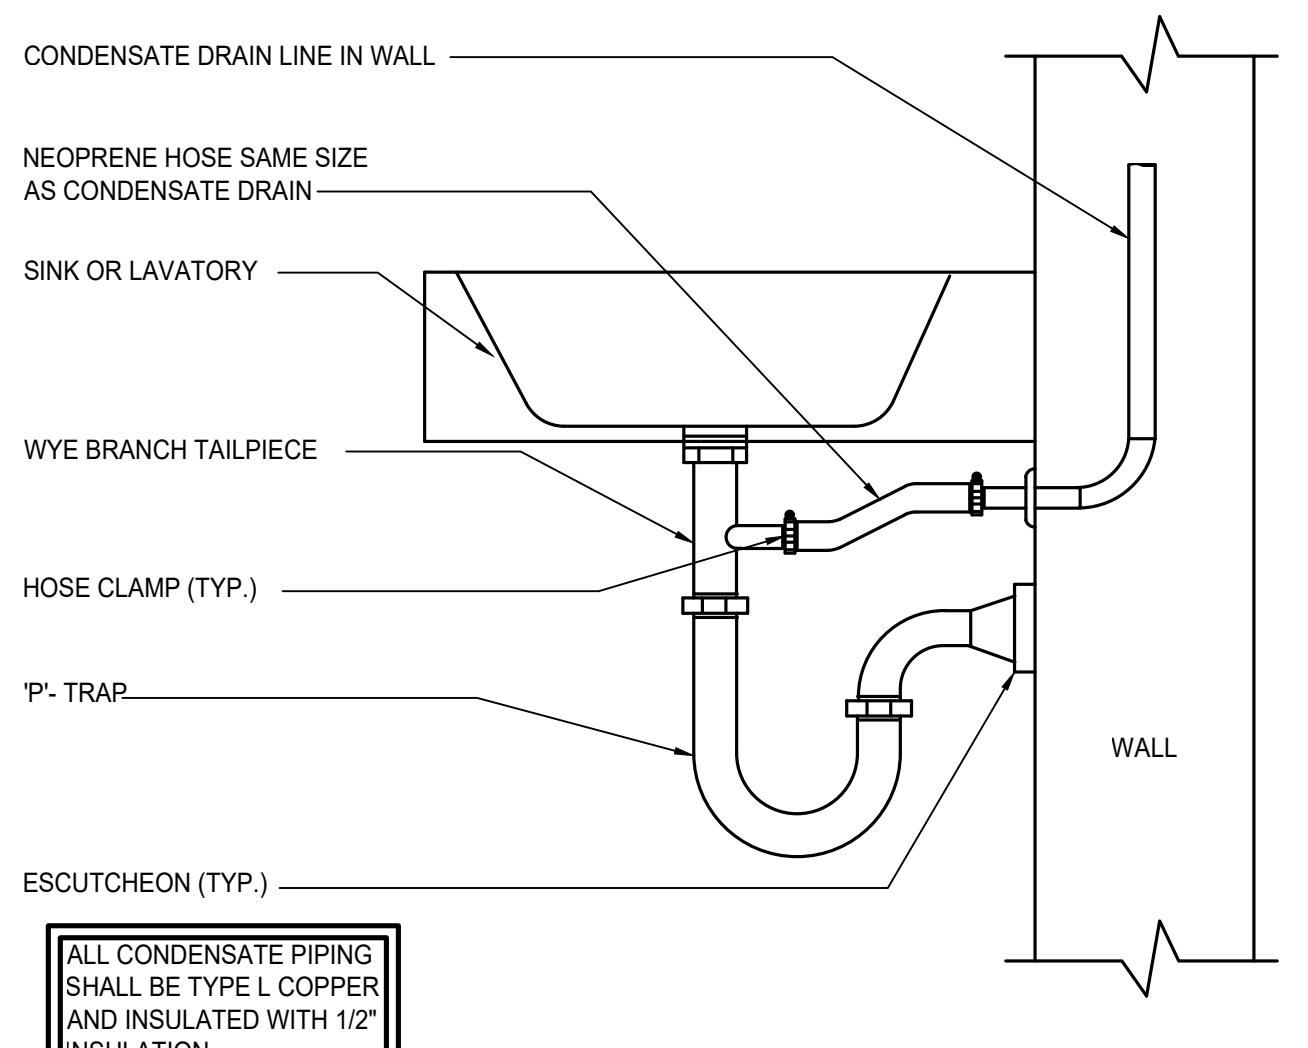 CONDENSATE DRAIN LINE IN WALL
NEOPRENE HOSE SAME SIZE
AS CONDENSATE DRAIN
SINK OR LAVATORY
WYE BRANCH TAILPIECE
HOSE CLAMP (TYP.)
'P'- TRAP
WALL
ESCUTCHEON (TYP.)
ALL CONDENSATE PIPING
SHALL BE TYPE L COPPER
AND INSULATED WITH 1/2"
INSULATION